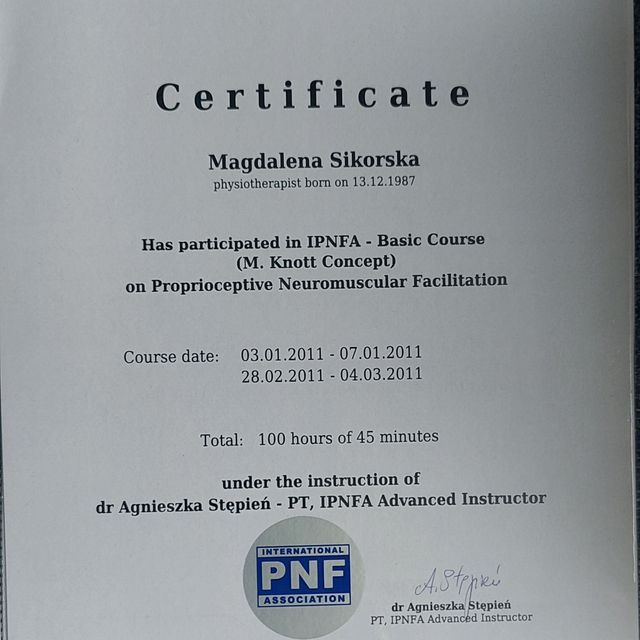 Certificate
Magdalena Sikorska
physiotherapist born on 13.12.1987
Has participated in IPNFA - Basic Course
(M. Knott Concept)
on Proprioceptive Neuromuscular Facilitation
Course date: 03.01.2011 - 07.01.2011
28.02.2011 - 04.03.2011
Total: 100 hours of 45 minutes
under the instruction of
dr Agnieszka Stępień - PT, IPNFA Advanced Instructor
INTERNATIONAL
PNF
ASSOCIATION
A. Stępień
dr Agnieszka Stępień
PT, IPNFA Advanced Instructor